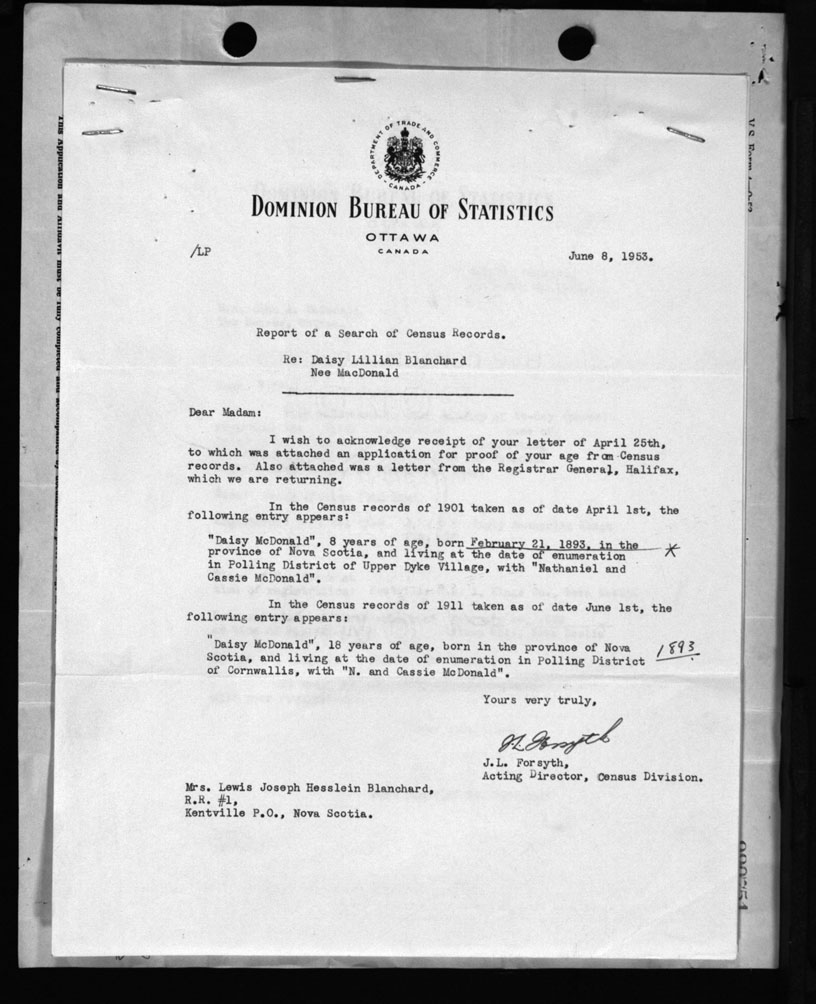 DEPARTMENT OF TRADE AND COMMERCE
· CANADA ·
DOMINION BUREAU OF STATISTICS
OTTAWA
CANADA
/LP
June 8, 1953.
Report of a Search of Census Records.
Re: Daisy Lillian Blanchard
Nee MacDonald
Dear Madam:
I wish to acknowledge receipt of your letter of April 25th,
to which was attached an application for proof of your age from Census
records. Also attached was a letter from the Registrar General, Halifax,
which we are returning.
In the Census records of 1901 taken as of date April 1st, the
following entry appears:
"Daisy McDonald", 8 years of age, born February 21, 1893, in the
province of Nova Scotia, and living at the date of enumeration
in Polling District of Upper Dyke Village, with "Nathaniel and
Cassie McDonald".
In the Census records of 1911 taken as of date June 1st, the
following entry appears:
"Daisy McDonald", 18 years of age, born in the province of Nova
Scotia, and living at the date of enumeration in Polling District
of Cornwallis, with "N. and Cassie McDonald".
1893
Yours very truly,
J.L. Forsyth
J.L. Forsyth,
Acting Director, Census Division.
Mrs. Lewis Joseph Hesslein Blanchard,
R.R. #1,
Kentville P.O., Nova Scotia.